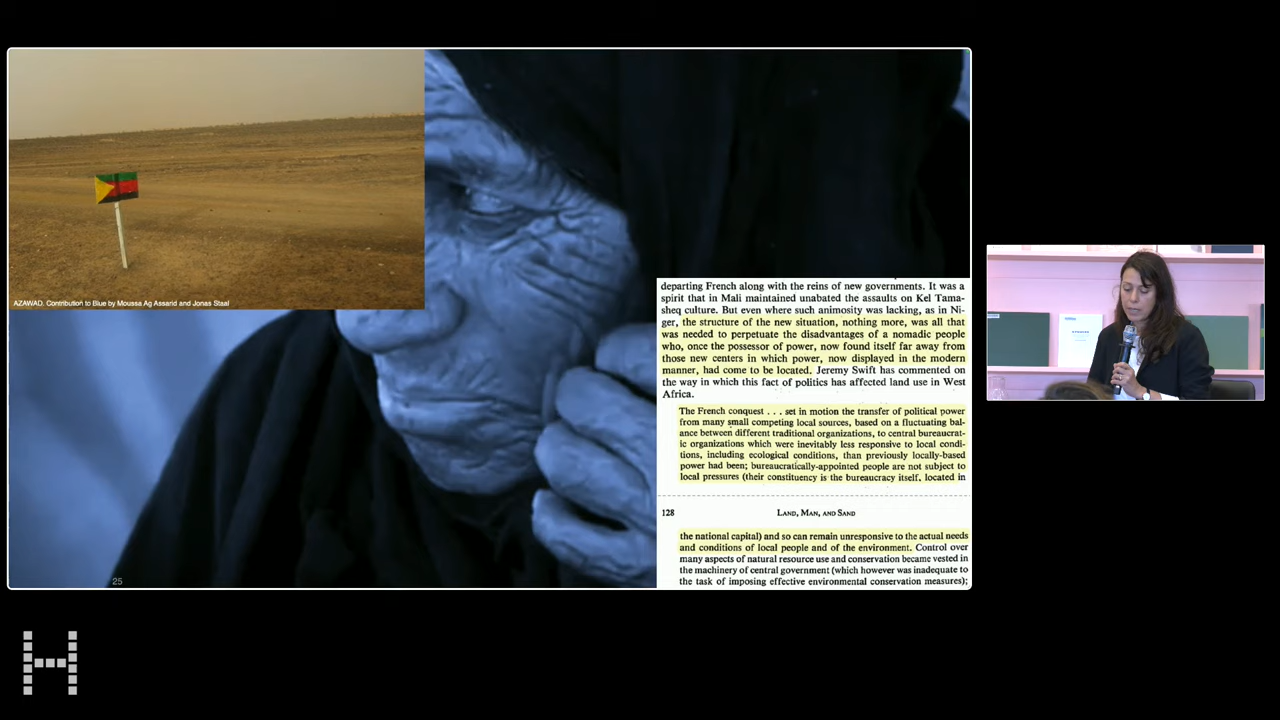 AZAWAD. Contribution to Blue by Moussa Ag Assarid and Jonas Staal
departing French along with the reins of new governments. It was a
spirit that in Mali maintained unabated the assaults on Kel Tama-
sheq culture. But even where such animosity was lacking, as in Ni-
ger, the structure of the new situation, nothing more, was all that
was needed to perpetuate the disadvantages of a nomadic people
who, once the possessor of power, now found itself far away from
those new centers in which power, now displayed in the modern
manner, had come to be located. Jeremy Swift has commented on
the way in which this fact of politics has affected land use in West
Africa.
The French conquest . . . set in motion the transfer of political power
from many small competing local sources, based on a fluctuating bal-
ance between different traditional organizations, to central bureaucrat-
ic organizations which were inevitably less responsive to local condi-
tions, including ecological conditions, than previously locally-based
power had been; bureaucratically-appointed people are not subject to
local pressures (their constituency is the bureaucracy itself, located in
128 LAND, MAN, AND SAND
the national capital) and so can remain unresponsive to the actual needs
and conditions of local people and of the environment. Control over
many aspects of natural resource use and conservation became vested in
the machinery of central government (which however was inadequate to
the task of imposing effective environmental conservation measures);
25
H